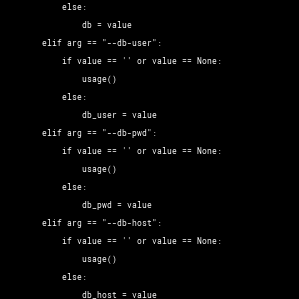 else:
db = value
elif arg == "--db-user":
if value == '' or value == None:
usage()
else:
db_user = value
elif arg == "--db-pwd":
if value == '' or value == None:
usage()
else:
db_pwd = value
elif arg == "--db-host":
if value == '' or value == None:
usage()
else:
db_host = value